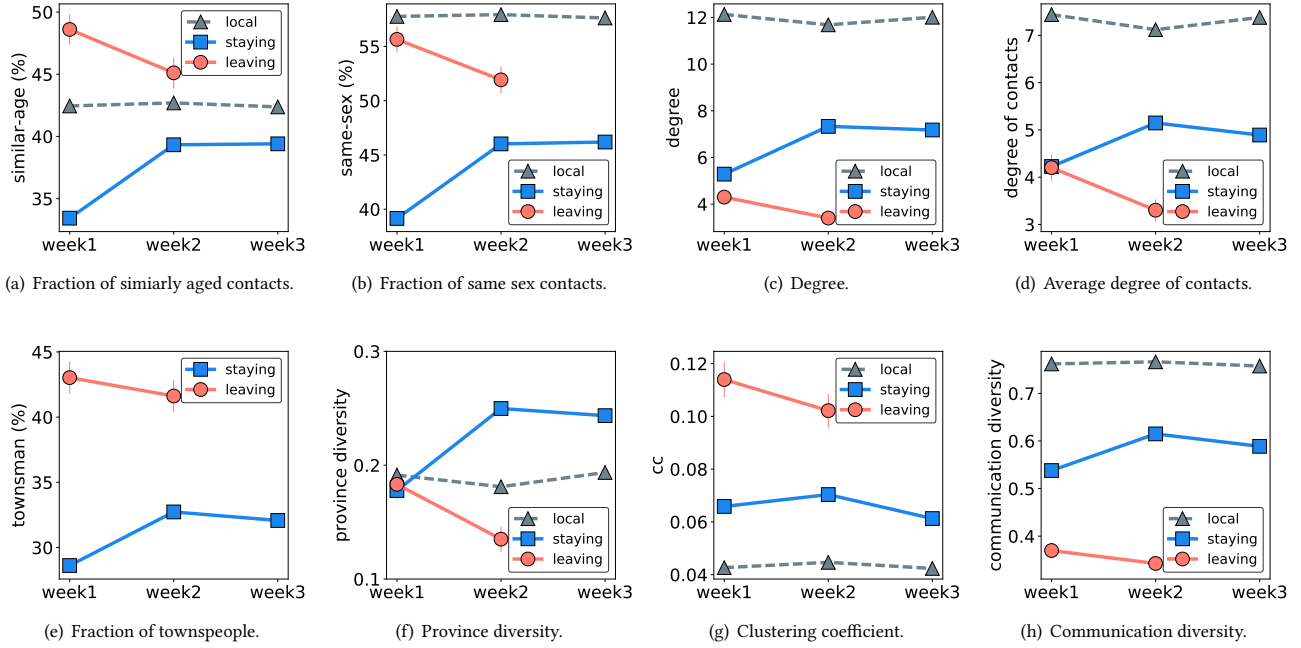 50
45
40
35
similar-age (%)
local
staying
leaving
week1 week2 week3
(a) Fraction of simiarly aged contacts.
55
50
45
40
same-sex (%)
local
staying
leaving
week1 week2 week3
(b) Fraction of same sex contacts.
12
10
8
6
4
degree
local
staying
leaving
week1 week2 week3
(c) Degree.
7
6
5
4
3
degree of contacts
local
staying
leaving
week1 week2 week3
(d) Average degree of contacts.
45
40
35
30
townsman (%)
staying
leaving
week1 week2 week3
(e) Fraction of townspeople.
0.3
0.2
0.1
province diversity
local
staying
leaving
week1 week2 week3
(f) Province diversity.
0.12
0.10
0.08
0.06
0.04
cc
local
staying
leaving
week1 week2 week3
(g) Clustering coefficient.
0.7
0.6
0.5
0.4
communication diversity
local
staying
leaving
week1 week2 week3
(h) Communication diversity.